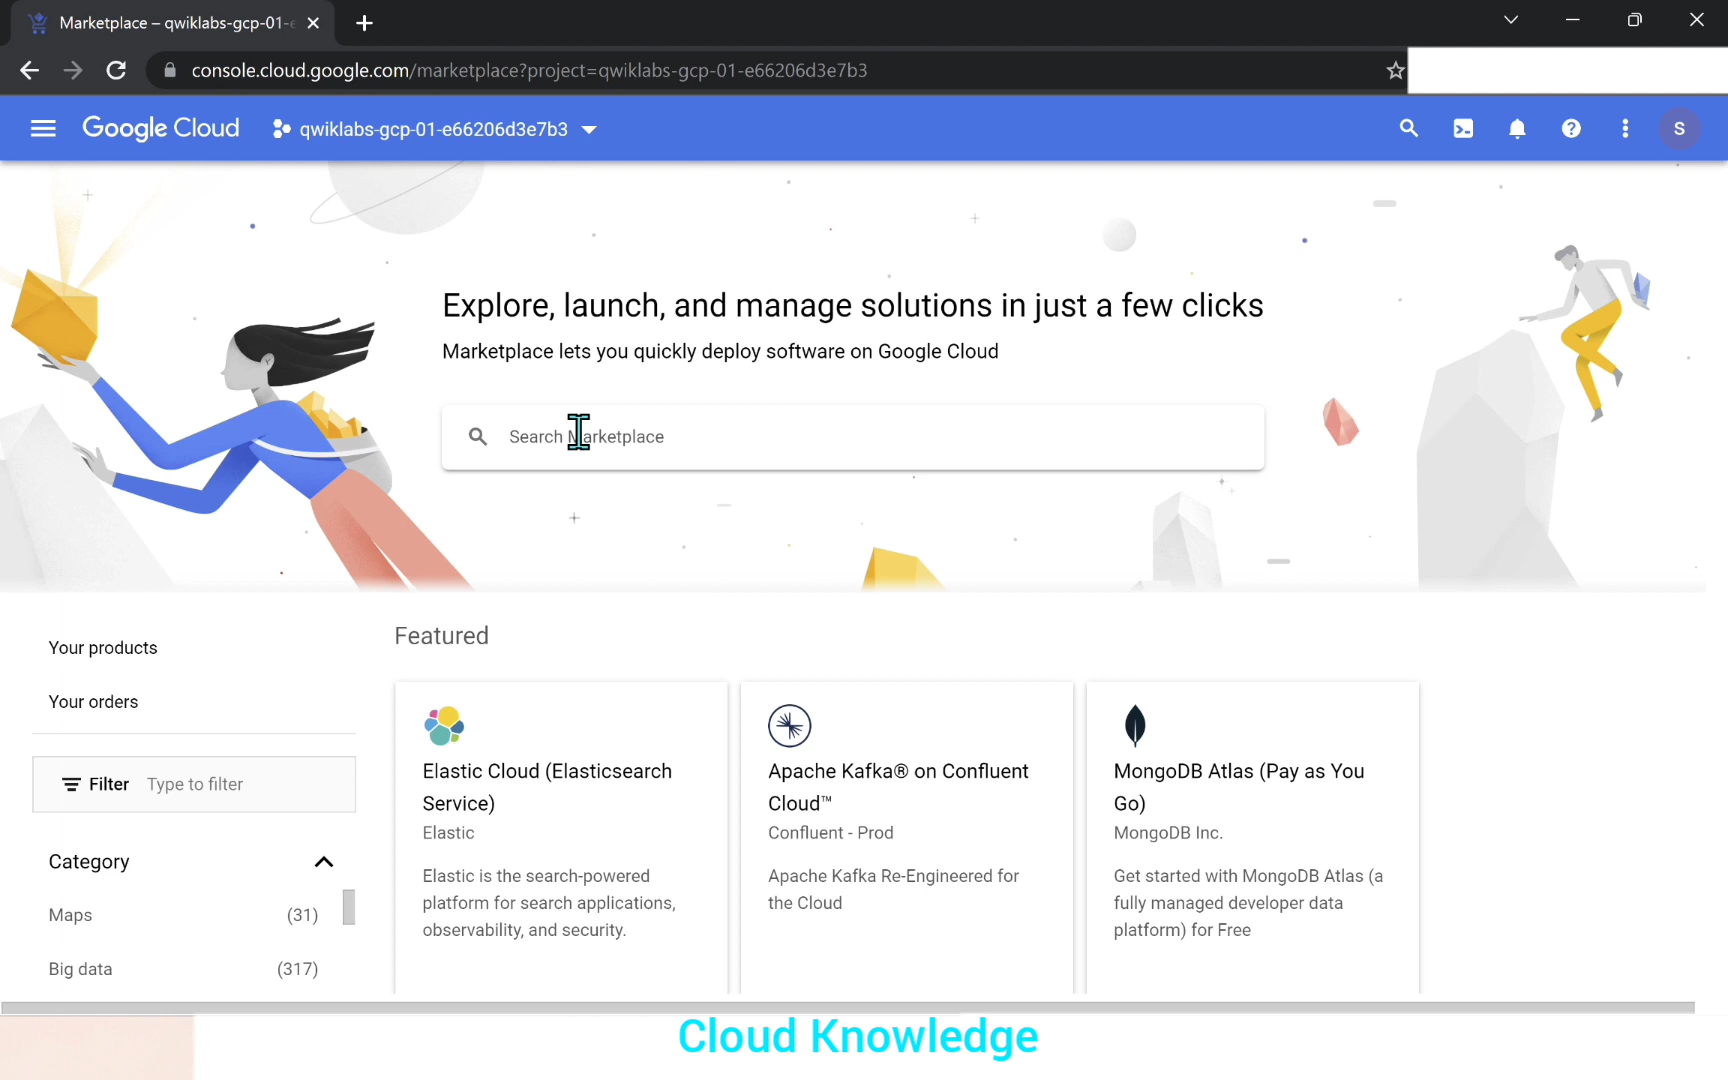 Marketplace – qwiklabs-gcp-01-e
console.cloud.google.com/marketplace?project=qwiklabs-gcp-01-e66206d3e7b3
Google Cloud
qwiklabs-gcp-01-e66206d3e7b3
S
Explore, launch, and manage solutions in just a few clicks
Marketplace lets you quickly deploy software on Google Cloud
Search Marketplace
Your products
Your orders
Filter Type to filter
Category
Maps (31)
Big data (317)
Featured
Elastic Cloud (Elasticsearch
Service)
Elastic
Elastic is the search-powered
platform for search applications,
observability, and security.
Apache Kafka® on Confluent
Cloud™
Confluent - Prod
Apache Kafka Re-Engineered for
the Cloud
MongoDB Atlas (Pay as You
Go)
MongoDB Inc.
Get started with MongoDB Atlas (a
fully managed developer data
platform) for Free
Cloud Knowledge